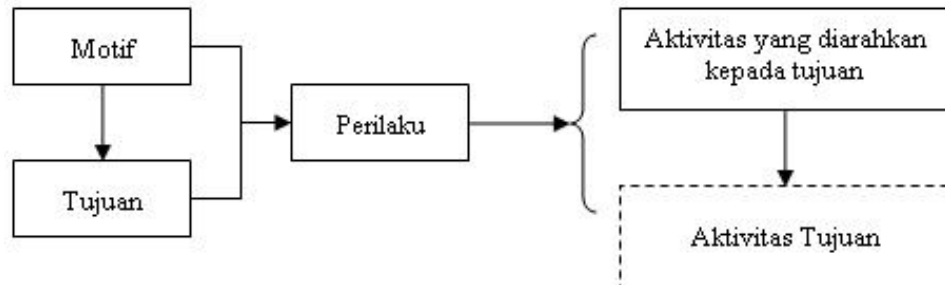 Motif
Aktivitas yang diarahkan
kepada tujuan
Perilaku
Tujuan
Aktivitas Tujuan